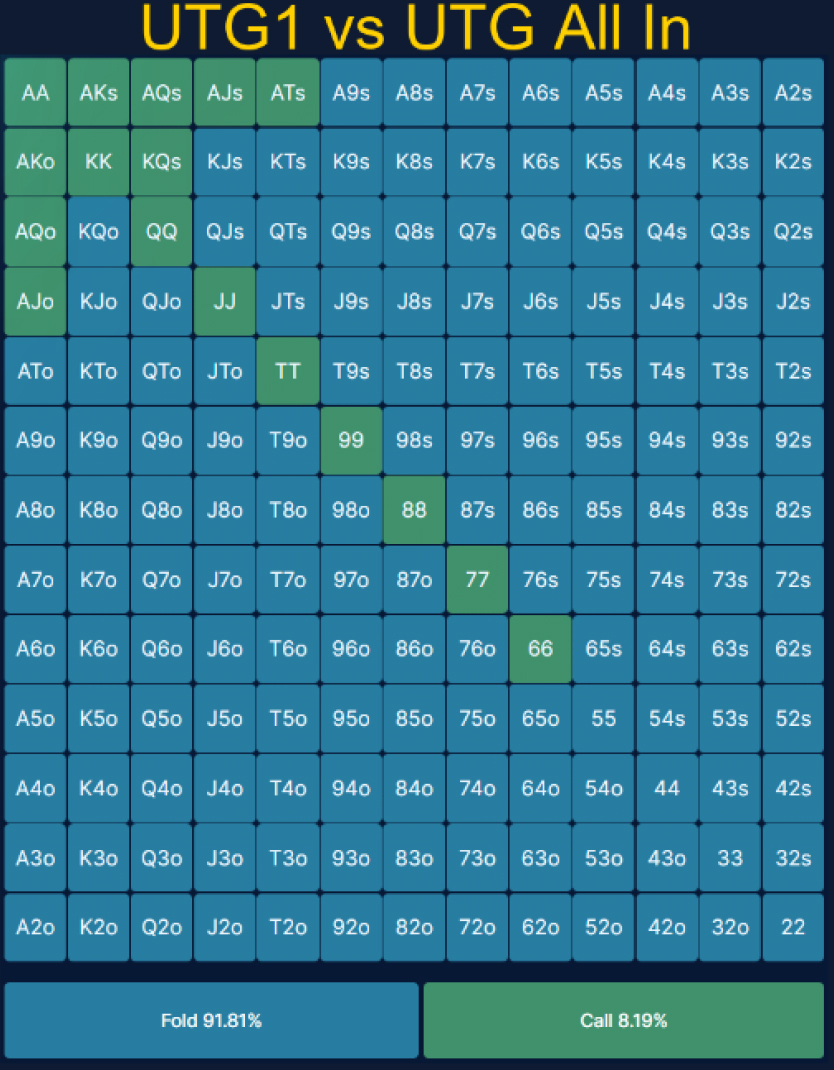 UTG1 vs UTG All In
AA AKs AQs AJs ATs A9s A8s A7s A6s A5s A4s A3s A2s
AKo KK KQs KJs KTs K9s K8s K7s K6s K5s K4s K3s K2s
AQo KQo QQ QJs QTs Q9s Q8s Q7s Q6s Q5s Q4s Q3s Q2s
AJo KJo QJo JJ JTs J9s J8s J7s J6s J5s J4s J3s J2s
ATo KTo QTo JTo TT T9s T8s T7s T6s T5s T4s T3s T2s
A9o K9o Q9o J9o T9o 99 98s 97s 96s 95s 94s 93s 92s
A8o K8o Q8o J8o T8o 98o 88 87s 86s 85s 84s 83s 82s
A7o K7o Q7o J7o T7o 97o 87o 77 76s 75s 74s 73s 72s
A6o K6o Q6o J6o T6o 96o 86o 76o 66 65s 64s 63s 62s
A5o K5o Q5o J5o T5o 95o 85o 75o 65o 55 54s 53s 52s
A4o K4o Q4o J4o T4o 94o 84o 74o 64o 54o 44 43s 42s
A3o K3o Q3o J3o T3o 93o 83o 73o 63o 53o 43o 33 32s
A2o K2o Q2o J2o T2o 92o 82o 72o 62o 52o 42o 32o 22
Fold 91.81% Call 8.19%